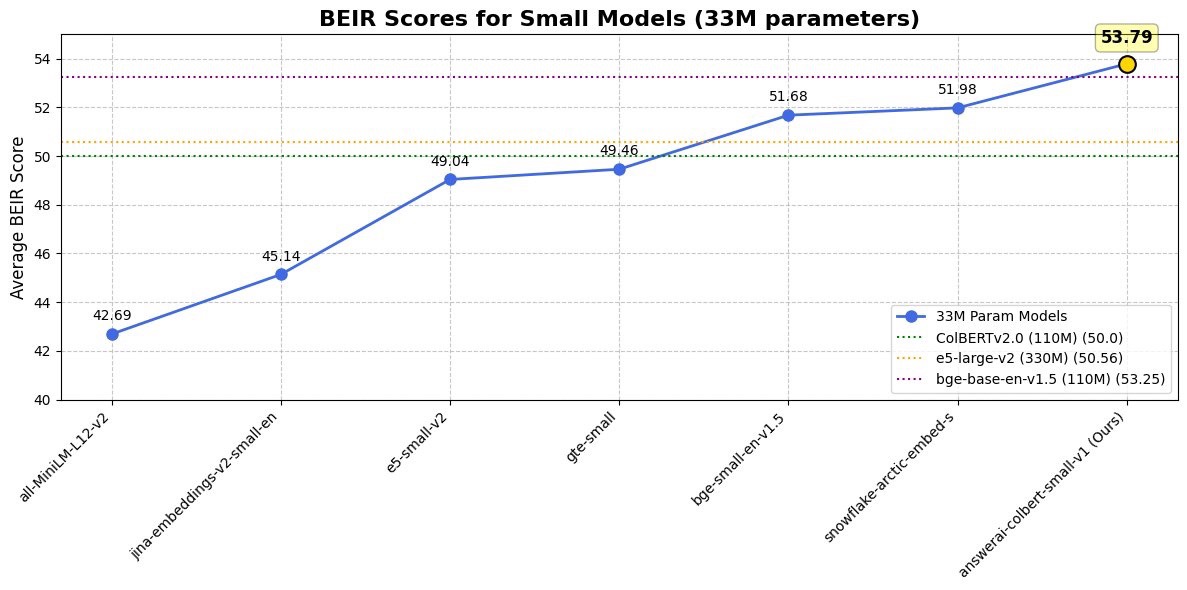 BEIR Scores for Small Models (33M parameters)
53.79
54
52
51.98
51.68
50
49.46
49.04
48
46
45.14
44
42.69
42
40
Average BEIR Score
33M Param Models
ColBERTv2.0 (110M) (50.0)
e5-large-v2 (330M) (50.56)
bge-base-en-v1.5 (110M) (53.25)
all-MiniLM-L12-v2
jina-embeddings-v2-small-en
e5-small-v2
gte-small
bge-small-en-v1.5
snowflake-arctic-embed-s
answerai-colbert-small-v1 (Ours)